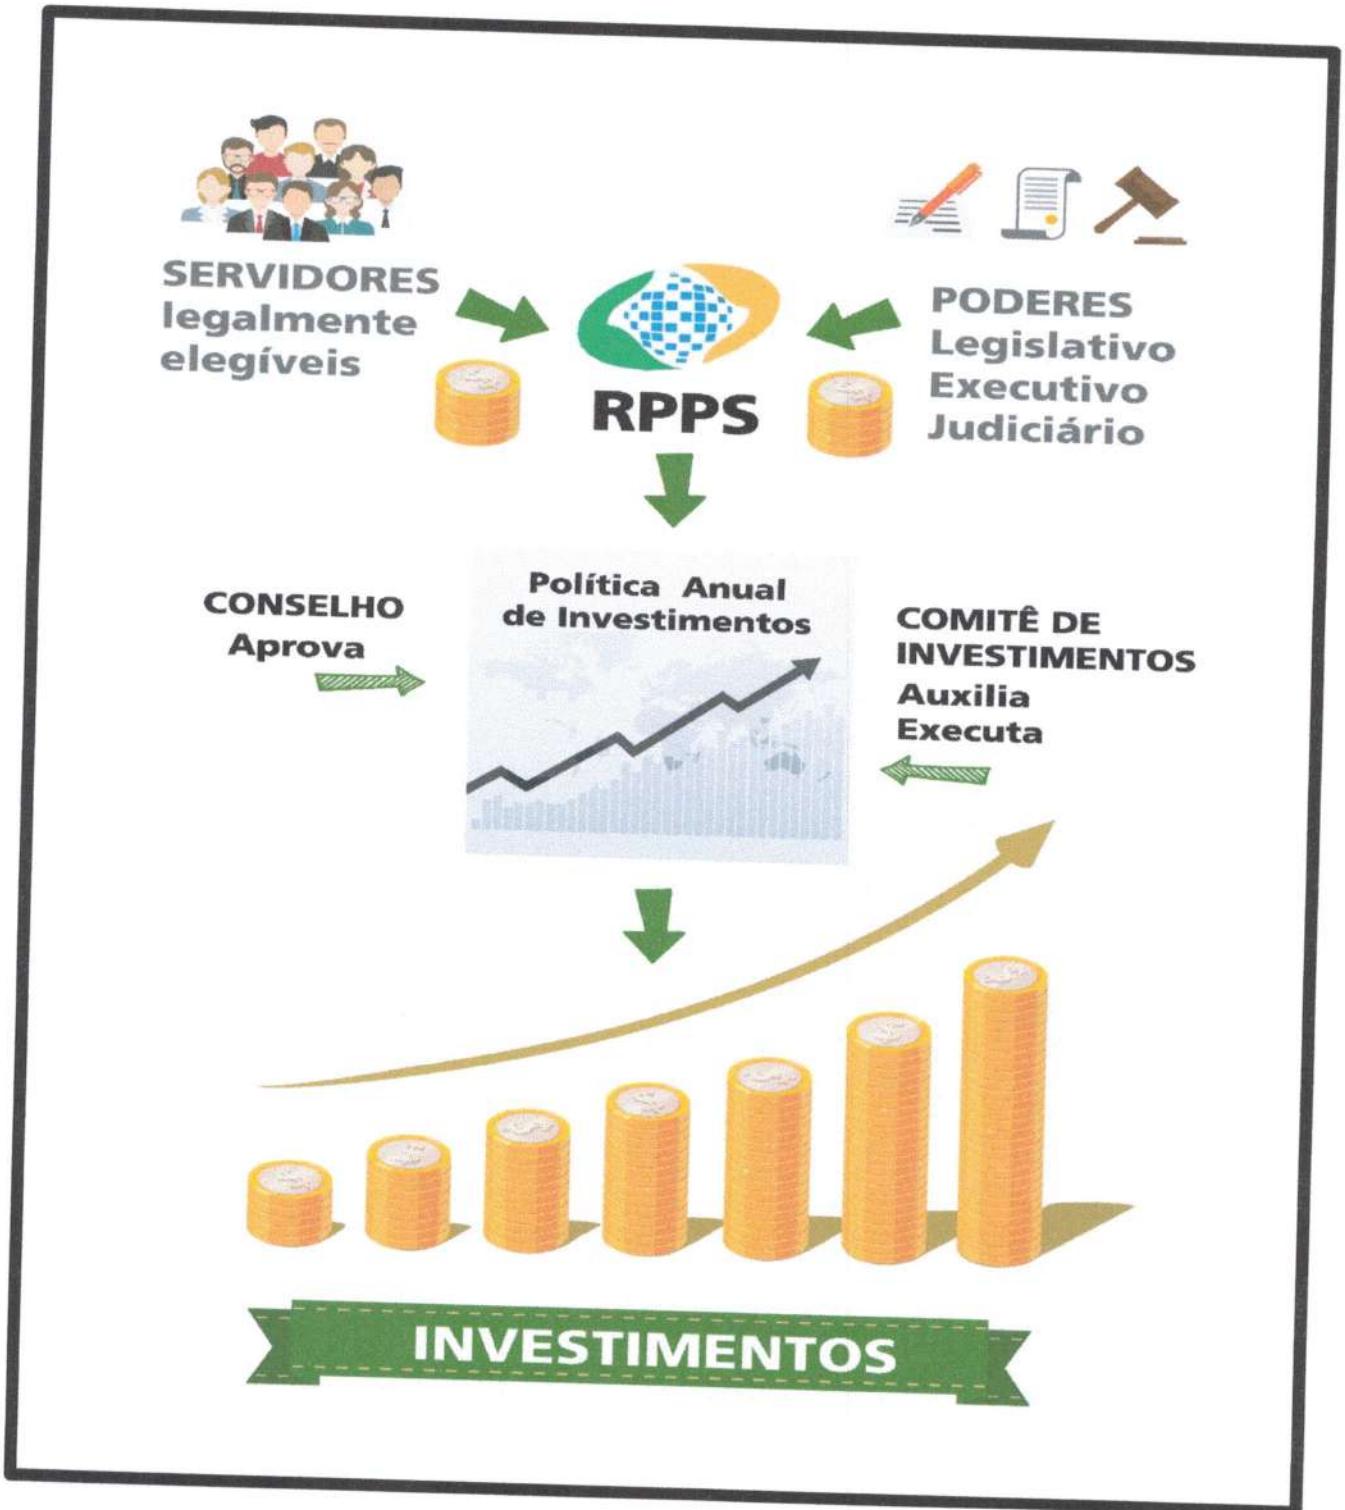 SERVIDORES
legalmente
elegíveis
RPPS
PODERES
Legislativo
Executivo
Judiciário
CONSELHO
Aprova
Política Anual
de Investimentos
COMITÊ DE
INVESTIMENTOS
Auxilia
Executa
INVESTIMENTOS